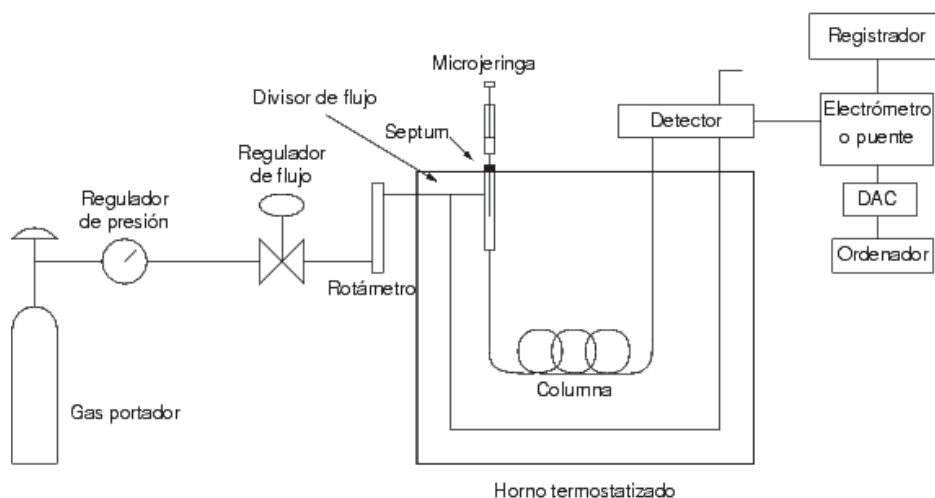 Registrador
Microjeringa
Divisor de flujo
Detector
Electrómetro
o puente
Septum
Regulador
de flujo
Regulador
de presión
DAC
Ordenador
Rotámetro
Columna
Gas portador
Horno termostatizado